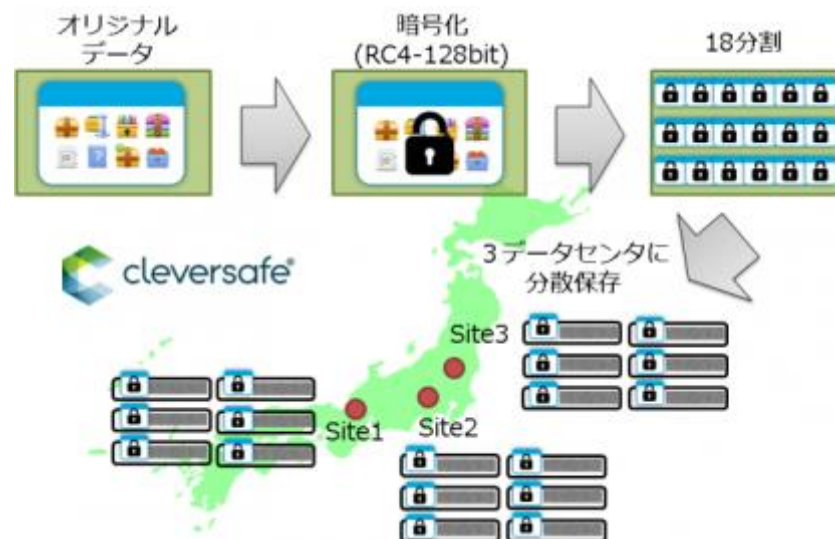 オリジナル
データ
暗号化
(RC4-128bit)
18分割
cleversafe®
3データセンタに
分散保存
Site3
Site1
Site2